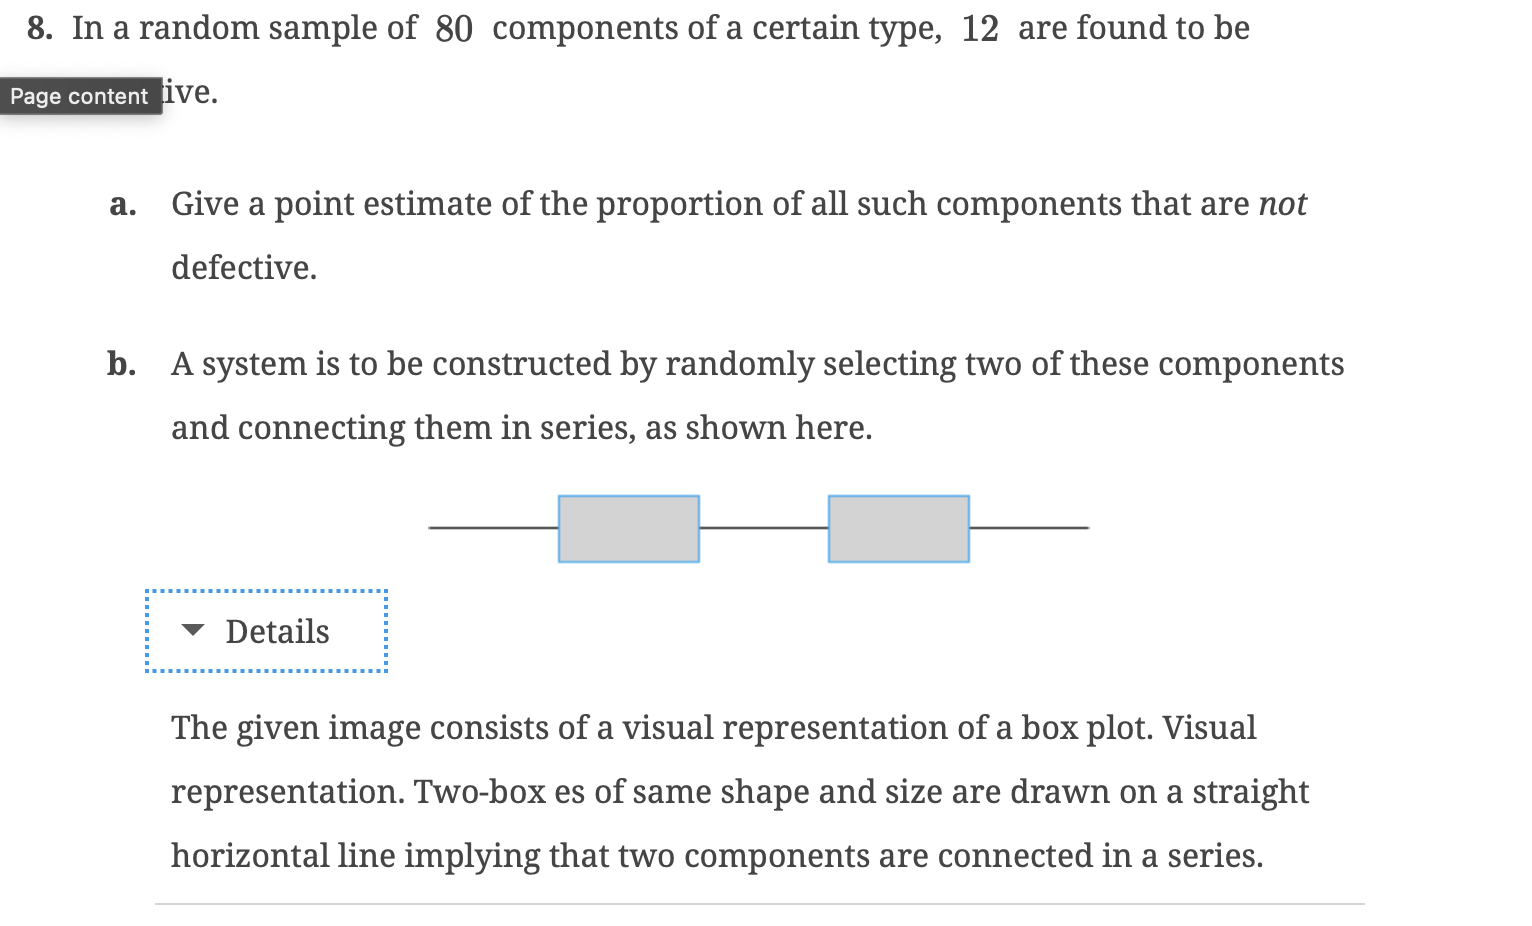 8. In a random sample of 80 components of a certain type, 12 are found to be
Page content ive.
a. Give a point estimate of the proportion of all such components that are not
defective.
b. A system is to be constructed by randomly selecting two of these components
and connecting them in series, as shown here.
Details
The given image consists of a visual representation of a box plot. Visual
representation. Two-box es of same shape and size are drawn on a straight
horizontal line implying that two components are connected in a series.